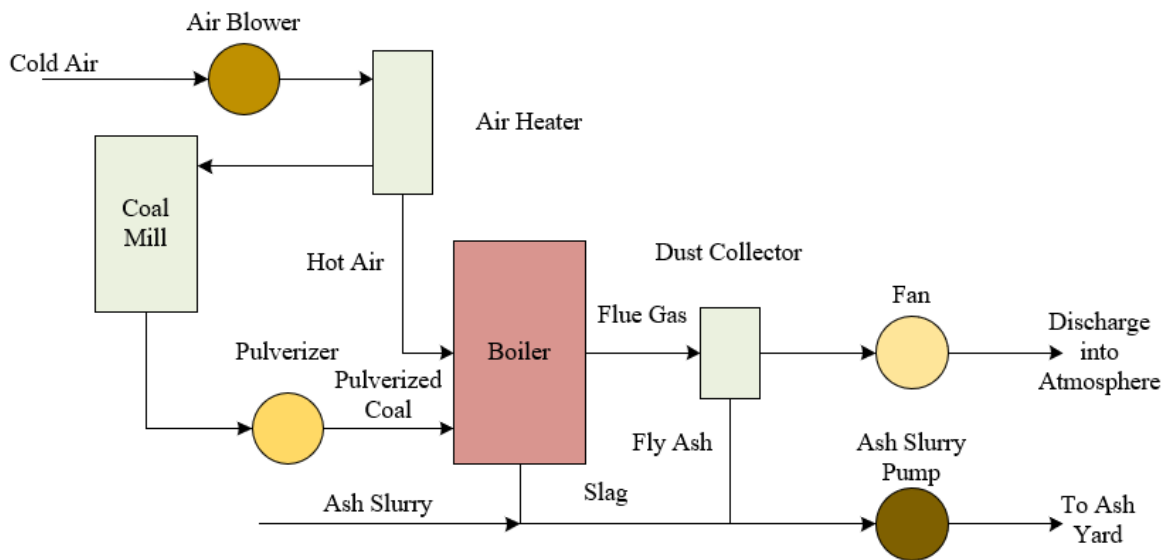 Air Blower
Cold Air
Air Heater
Coal
Mill
Hot Air
Dust Collector
Boiler
Flue Gas
Fan
Discharge
into
Atmosphere
Pulverizer
Pulverized
Coal
Fly Ash
Ash Slurry
Pump
Ash Slurry
Slag
To Ash
Yard